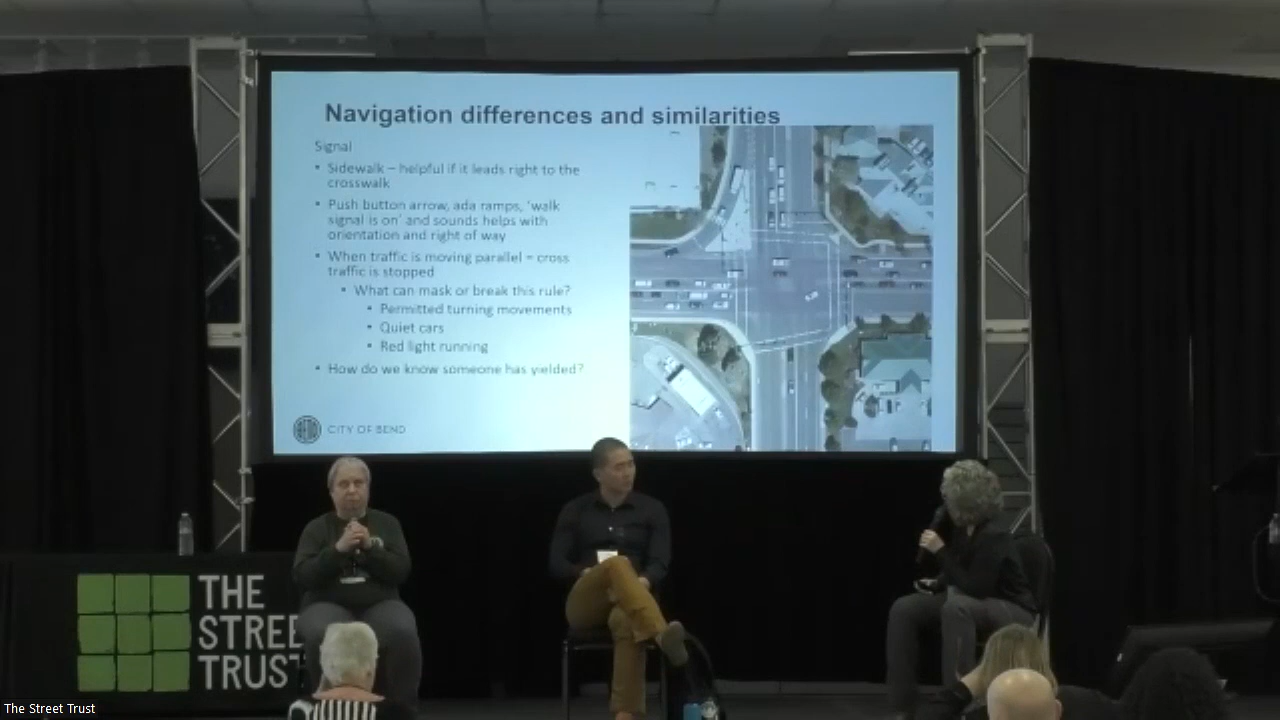 Navigation differences and similarities
Signal
• Sidewalk – helpful if it leads right to the
crosswalk
• Push button arrow, ada ramps, ‘walk
signal is on’ and sounds helps with
orientation and right of way
• When traffic is moving parallel = cross
traffic is stopped
• What can mask or break this rule?
• Permitted turning movements
• Quiet cars
• Red light running
• How do we know someone has yielded?
BEND
CITY OF BEND
THE
STREE
TRUST
The Street Trust